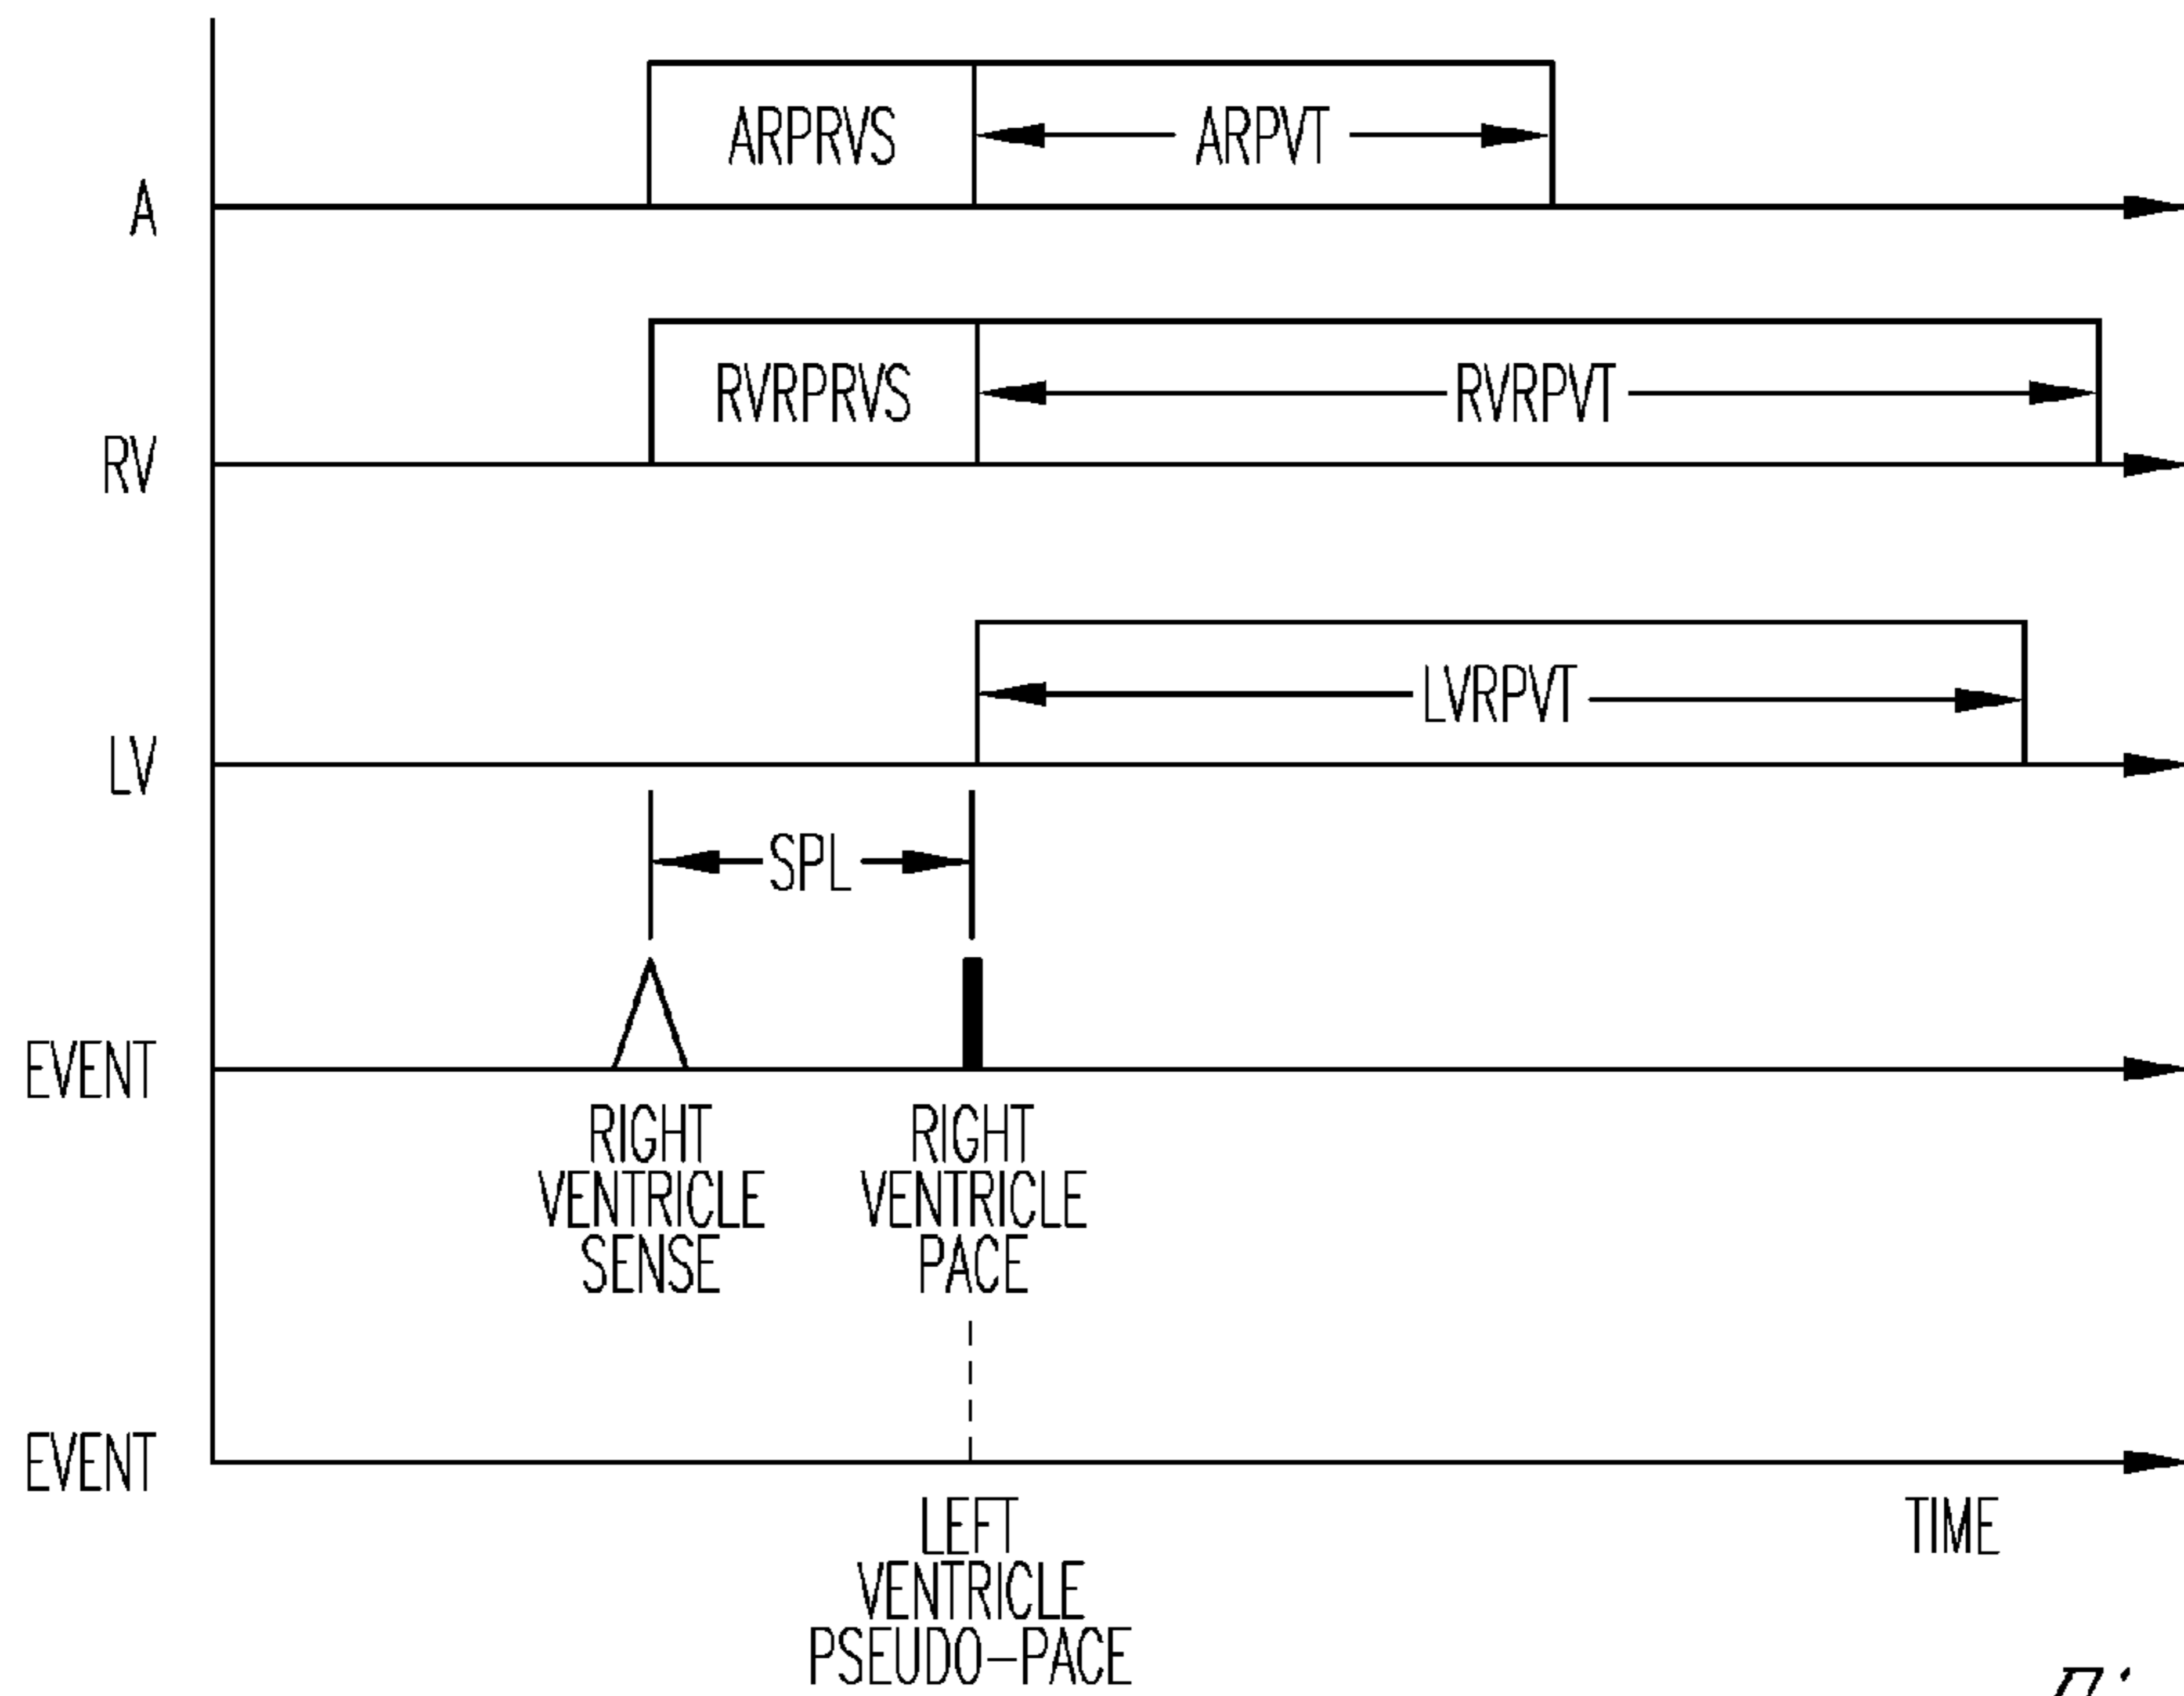 ARPRVS
ARPVT
A
RVRPRVS
RVRPVT
RV
LVRPVT
LV
SPL
EVENT
RIGHT
VENTRICLE
SENSE
RIGHT
VENTRICLE
PACE
EVENT
TIME
LEFT
VENTRICLE
PSEUDO-PACE